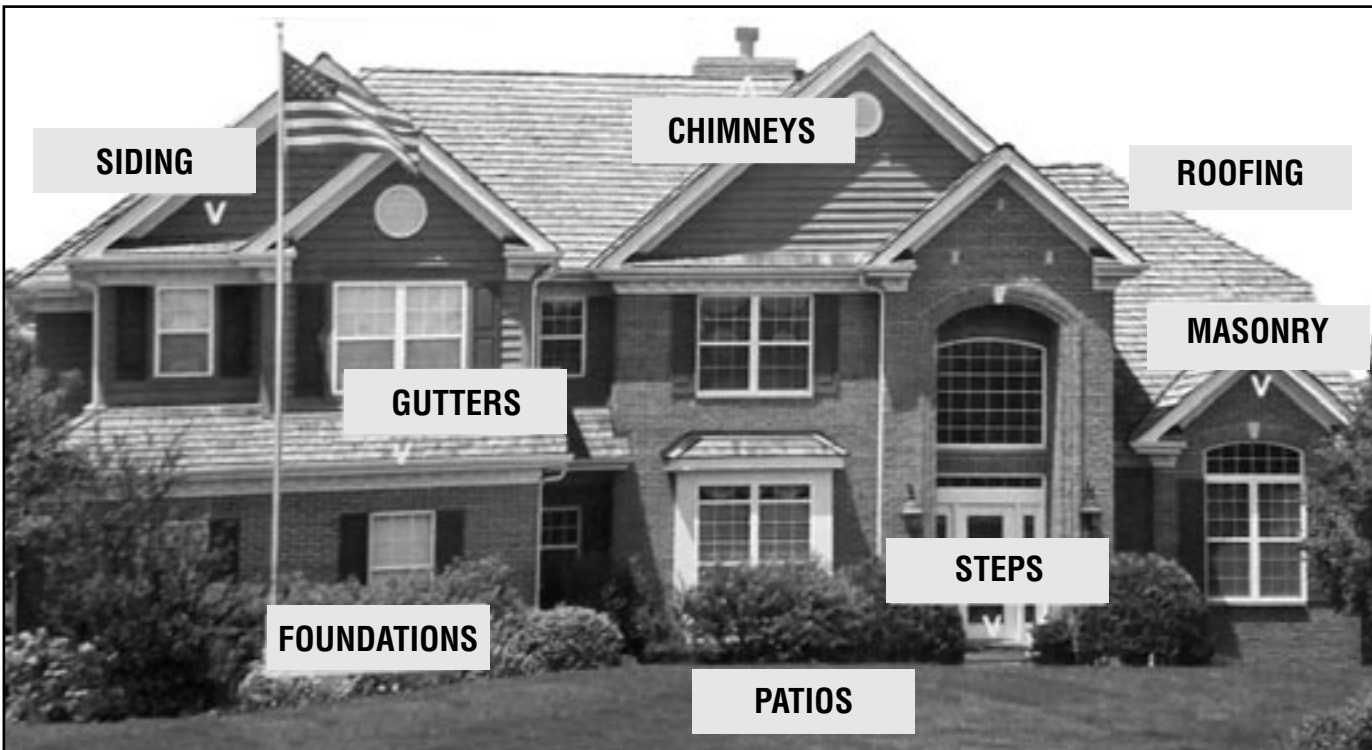 CHIMNEYS
SIDING
ROOFING
MASONRY
GUTTERS
STEPS
FOUNDATIONS
PATIOS